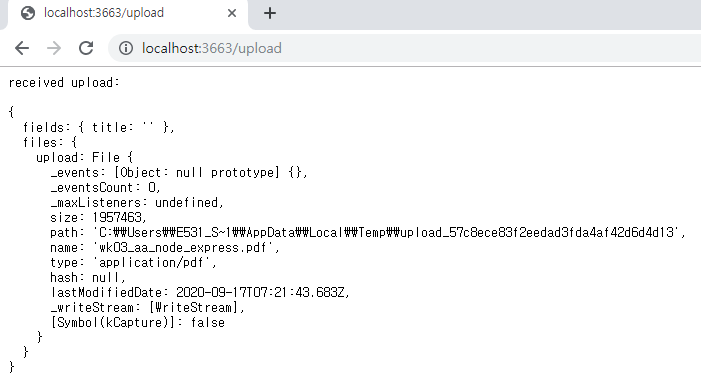 localhost:3663/upload
localhost:3663/upload
received upload:
{
  fields: { title: '' },
  files: {
    upload: File {
      _events: [Object: null prototype] {},
      _eventsCount: 0,
      _maxListeners: undefined,
      size: 1957463,
      path: 'C:₩₩Users₩₩E531_S~1₩₩AppData₩₩Local₩₩Temp₩₩upload_57c8ece83f2eedad3fda4af42d6d4d13',
      name: 'wk03_aa_node_express.pdf',
      type: 'application/pdf',
      hash: null,
      lastModifiedDate: 2020-09-17T07:21:43.683Z,
      _writeStream: [WriteStream],
      [Symbol(kCapture)]: false
    }
  }
}